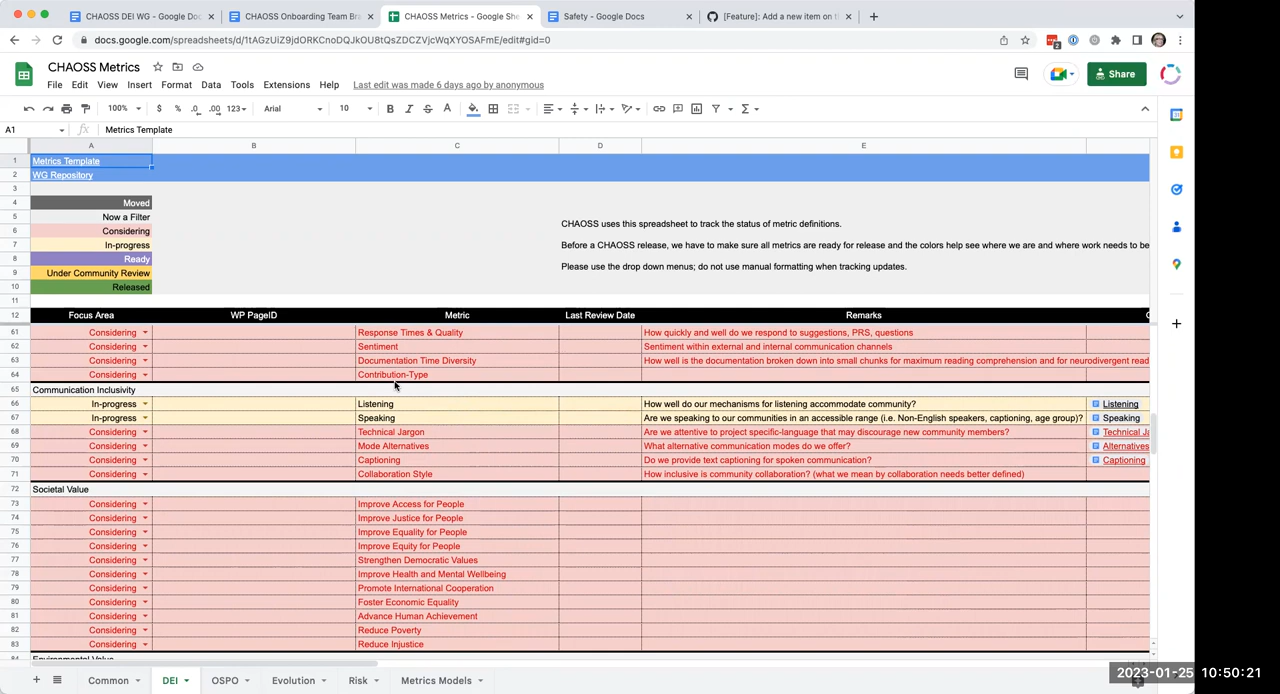 CHAOSS DEI WG - Google Doc
CHAOSS Onboarding Team Bra
CHAOSS Metrics - Google She
Safety - Google Docs
[Feature]: Add a new item on t
docs.google.com/spreadsheets/d/1tAGzUiZ9jdORKCnoDQJkOU8tQsZDCZVjcWqXYOSAFmE/edit#gid=0
2
CHAOSS Metrics
File Edit View Insert Format Data Tools Extensions Help Last edit was made 6 days ago by anonymous
Share
100% $ % .0 .00 123 Arial 10 B I S A
A1 fx Metrics Template
A B C D E
1 Metrics Template
2 WG Repository
3
4 Moved
5 Now a Filter
6 Considering CHAOSS uses this spreadsheet to track the status of metric definitions.
7 In-progress Before a CHAOSS release, we have to make sure all metrics are ready for release and the colors help see where we are and where work needs to be
8 Ready
9 Under Community Review Please use the drop down menus; do not use manual formatting when tracking updates.
10 Released
11
12 Focus Area WP PageID Metric Last Review Date Remarks
61 Considering Response Times & Quality How quickly and well do we respond to suggestions, PRS, questions
62 Considering Sentiment Sentiment within external and internal communication channels
63 Considering Documentation Time Diversity How well is the documentation broken down into small chunks for maximum reading comprehension and for neurodivergent read
64 Considering Contribution-Type
65 Communication Inclusivity
66 In-progress Listening How well do our mechanisms for listening accommodate community? Listening
67 In-progress Speaking Are we speaking to our communities in an accessible range (i.e. Non-English speakers, captioning, age group)? Speaking
68 Considering Technical Jargon Are we attentive to project specific-language that may discourage new community members? Technical Ja
69 Considering Mode Alternatives What alternative communication modes do we offer? Alternatives
70 Considering Captioning Do we provide text captioning for spoken communication? Captioning
71 Considering Collaboration Style How inclusive is community collaboration? (what we mean by collaboration needs better defined)
72 Societal Value
73 Considering Improve Access for People
74 Considering Improve Justice for People
75 Considering Improve Equality for People
76 Considering Improve Equity for People
77 Considering Strengthen Democratic Values
78 Considering Improve Health and Mental Wellbeing
79 Considering Promote International Cooperation
80 Considering Foster Economic Equality
81 Considering Advance Human Achievement
82 Considering Reduce Poverty
83 Considering Reduce Injustice
84 Environmental Value
Common DEI OSPO Evolution Risk Metrics Models
2023-01-25 10:50:21